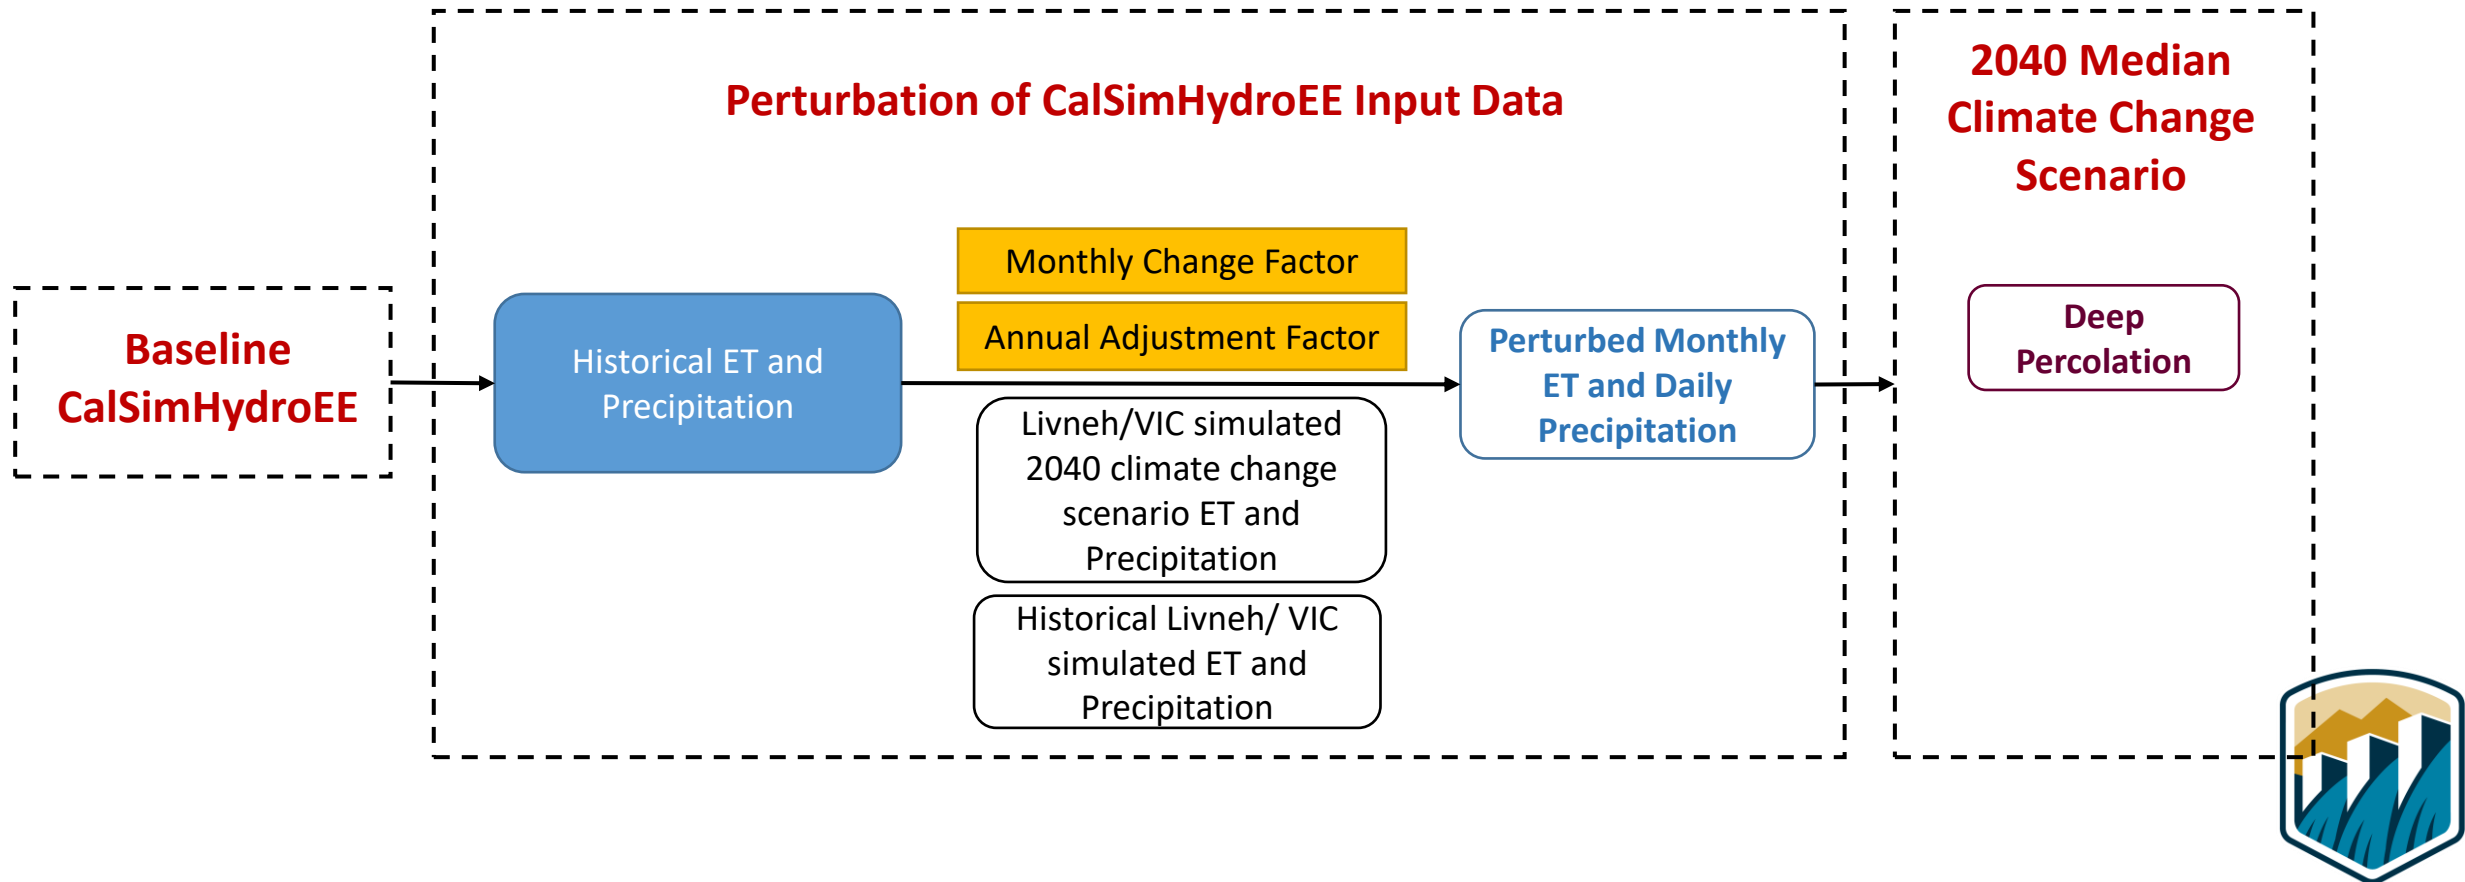 Perturbation of CalSimHydroEE Input Data
2040 Median
Climate Change
Scenario
Baseline
CalSimHydroEE
Historical ET and
Precipitation
Monthly Change Factor
Annual Adjustment Factor
Livneh/VIC simulated
2040 climate change
scenario ET and
Precipitation
Historical Livneh/ VIC
simulated ET and
Precipitation
Perturbed Monthly
ET and Daily
Precipitation
Deep
Percolation